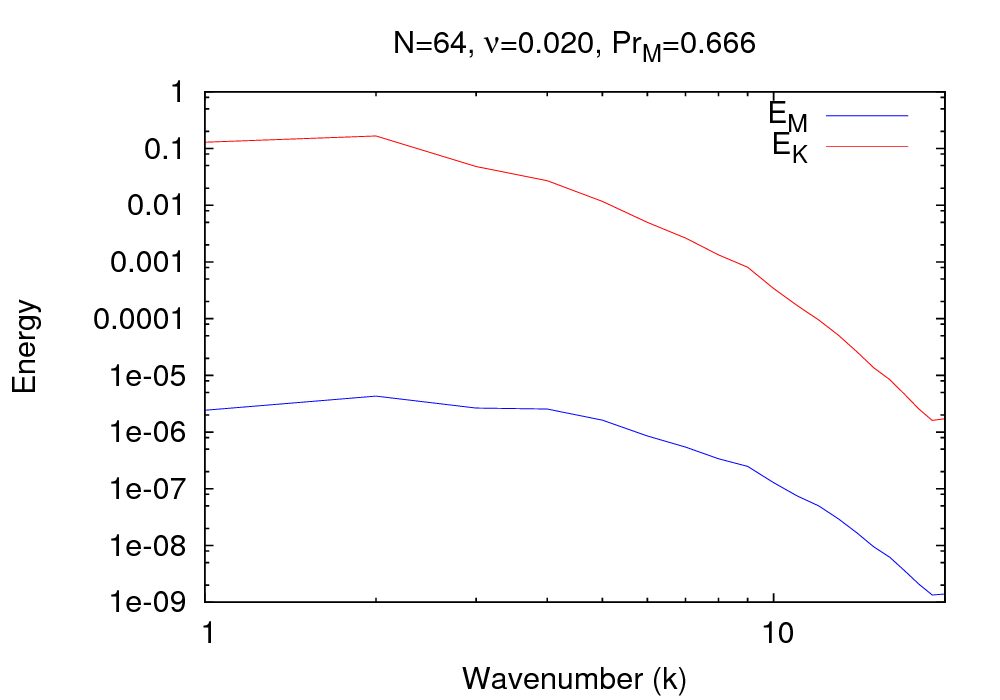 N=64, ν=0.020, Pr_M=0.666
1
E_M
E_K
0.1
0.01
0.001
0.0001
1e-05
1e-06
1e-07
1e-08
1e-09
Energy
1 10
Wavenumber (k)